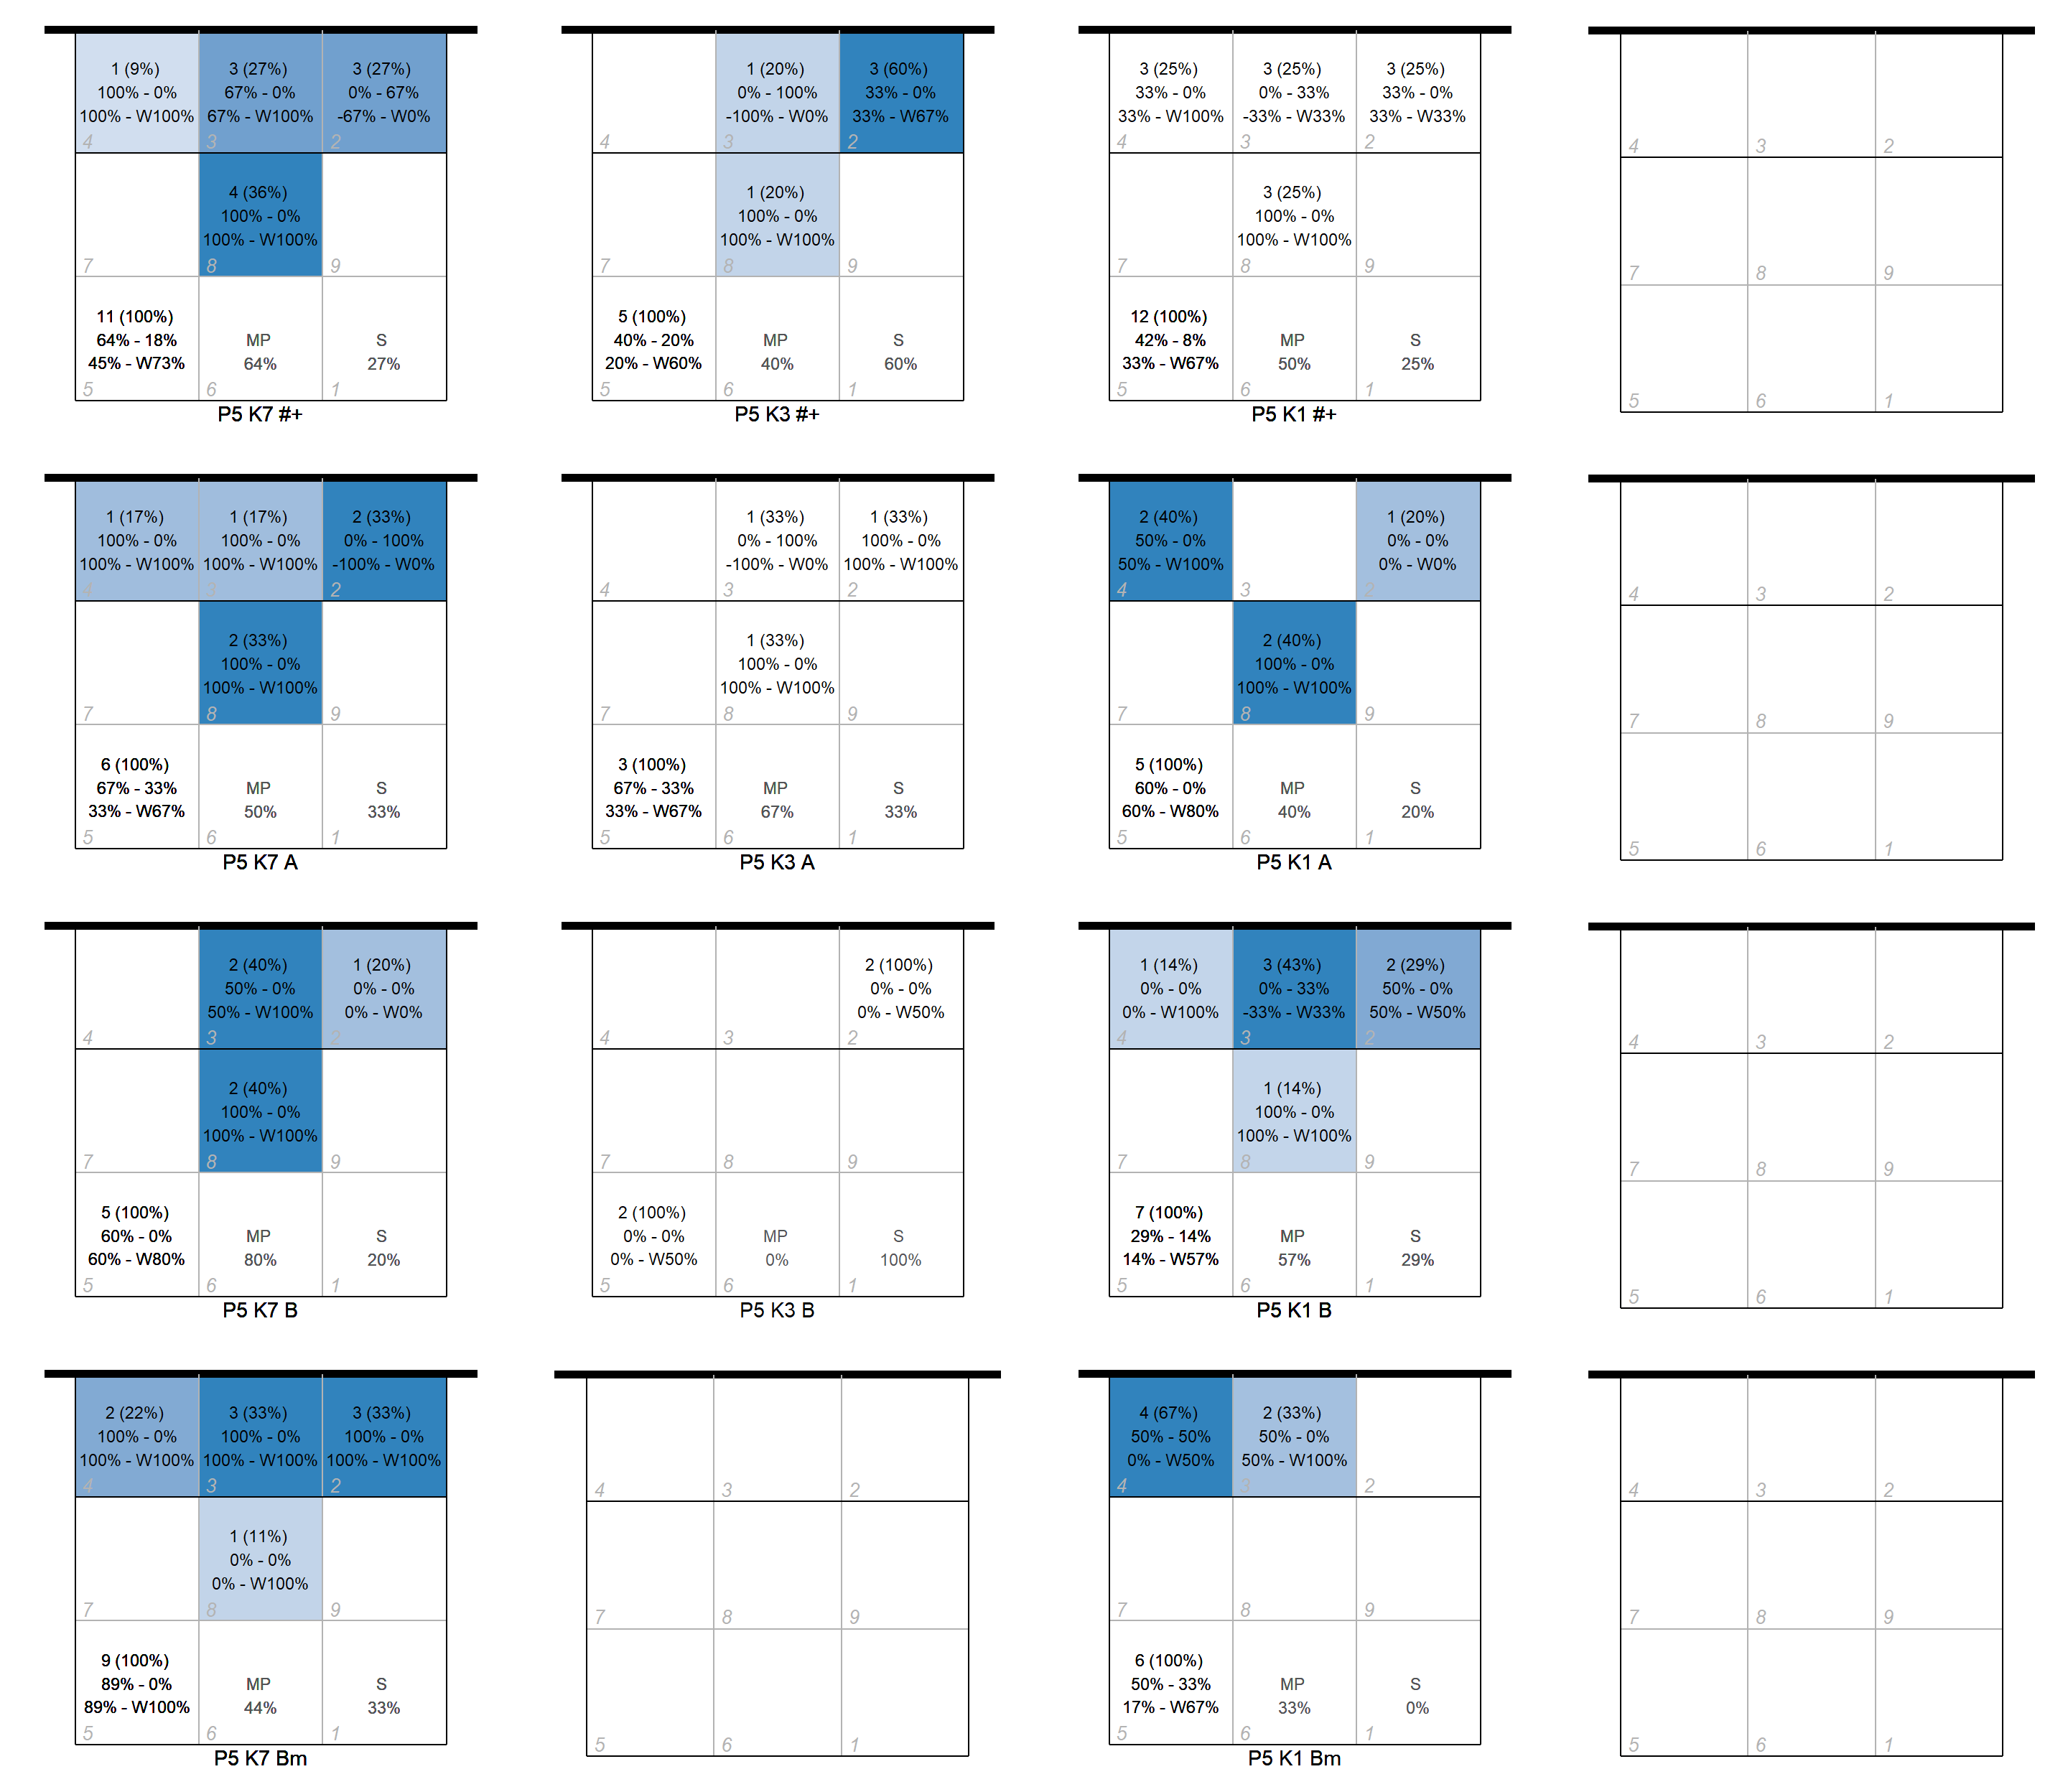 1 (9%)
100% - 0%
100% - W100%
4
3 (27%)
67% - 0%
67% - W100%
3
3 (27%)
0% - 67%
-67% - W0%
2
7
4 (36%)
100% - 0%
100% - W100%
8
9
11 (100%)
64% - 18%
45% - W73%
5
MP
64%
6
S
27%
1
P5 K7 #+
4
1 (20%)
0% - 100%
-100% - W0%
3
3 (60%)
33% - 0%
33% - W67%
2
7
1 (20%)
100% - 0%
100% - W100%
8
9
5 (100%)
40% - 20%
20% - W60%
5
MP
40%
6
S
60%
1
P5 K3 #+
3 (25%)
33% - 0%
33% - W100%
4
3 (25%)
0% - 33%
-33% - W33%
3
3 (25%)
33% - 0%
33% - W33%
2
7
3 (25%)
100% - 0%
100% - W100%
8
9
12 (100%)
42% - 8%
33% - W67%
5
MP
50%
6
S
25%
1
P5 K1 #+
4
3
2
7
8
9
5
6
1
1 (17%)
100% - 0%
100% - W100%
4
1 (17%)
100% - 0%
100% - W100%
3
2 (33%)
0% - 100%
-100% - W0%
2
7
2 (33%)
100% - 0%
100% - W100%
8
9
6 (100%)
67% - 33%
33% - W67%
5
MP
50%
6
S
33%
1
P5 K7 A
4
1 (33%)
0% - 100%
-100% - W0%
3
1 (33%)
100% - 0%
100% - W100%
2
7
1 (33%)
100% - 0%
100% - W100%
8
9
3 (100%)
67% - 33%
33% - W67%
5
MP
67%
6
S
33%
1
P5 K3 A
2 (40%)
50% - 0%
50% - W100%
4
3
1 (20%)
0% - 0%
0% - W0%
2
7
2 (40%)
100% - 0%
100% - W100%
8
9
5 (100%)
60% - 0%
60% - W80%
5
MP
40%
6
S
20%
1
P5 K1 A
4
3
2
7
8
9
5
6
1
4
2 (40%)
50% - 0%
50% - W100%
3
1 (20%)
0% - 0%
0% - W0%
2
7
2 (40%)
100% - 0%
100% - W100%
8
9
5 (100%)
60% - 0%
60% - W80%
5
MP
80%
6
S
20%
1
P5 K7 B
4
3
2 (100%)
0% - 0%
0% - W50%
2
7
8
9
2 (100%)
0% - 0%
0% - W50%
5
MP
0%
6
S
100%
1
P5 K3 B
1 (14%)
0% - 0%
0% - W100%
4
3 (43%)
0% - 33%
-33% - W33%
3
2 (29%)
50% - 0%
50% - W50%
2
7
1 (14%)
100% - 0%
100% - W100%
8
9
7 (100%)
29% - 14%
14% - W57%
5
MP
57%
6
S
29%
1
P5 K1 B
4
3
2
7
8
9
5
6
1
2 (22%)
100% - 0%
100% - W100%
4
3 (33%)
100% - 0%
100% - W100%
3
3 (33%)
100% - 0%
100% - W100%
2
7
1 (11%)
0% - 0%
0% - W100%
8
9
9 (100%)
89% - 0%
89% - W100%
5
MP
44%
6
S
33%
1
P5 K7 Bm
4
3
2
7
8
9
5
6
1
4 (67%)
50% - 50%
0% - W50%
4
2 (33%)
50% - 0%
50% - W100%
3
2
7
8
9
6 (100%)
50% - 33%
17% - W67%
5
MP
33%
6
S
0%
1
P5 K1 Bm
4
3
2
7
8
9
5
6
1